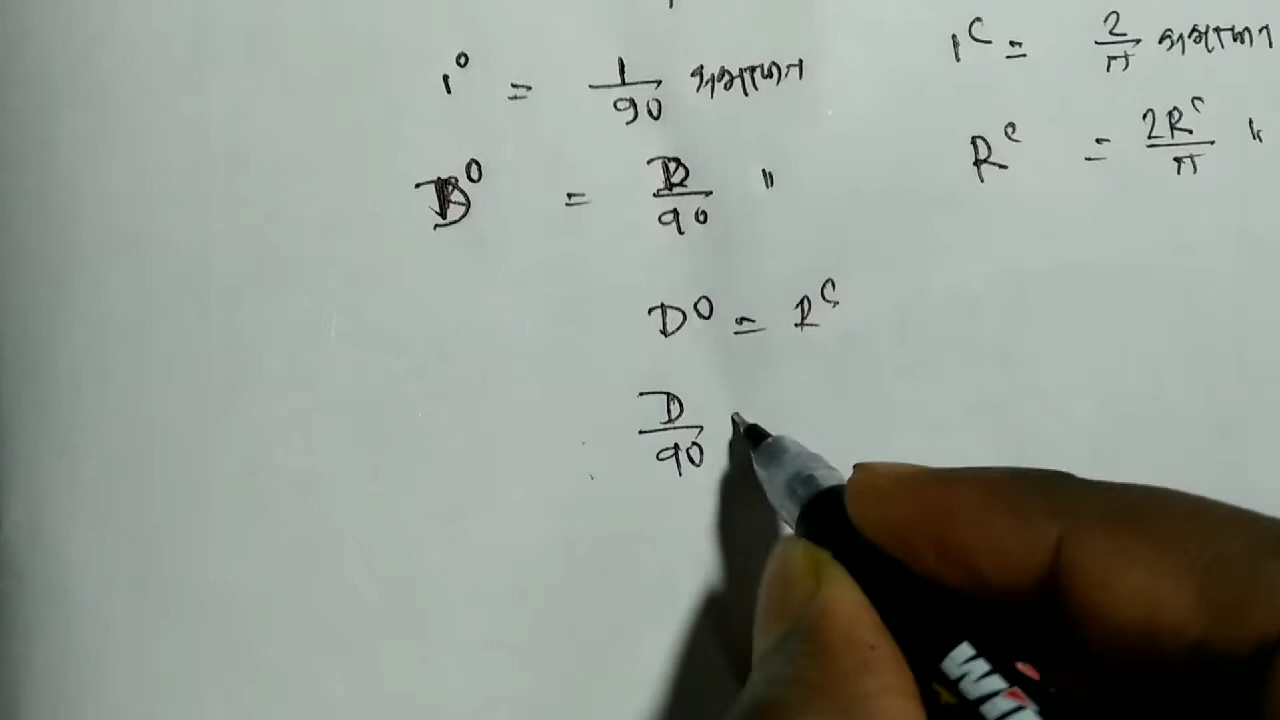 1° = 1/90 সমকোণ
D° = D/90 "
1ᶜ = 2/π সমকোণ
Rᶜ = 2Rᶜ/π "
D° = Rᶜ
D/90